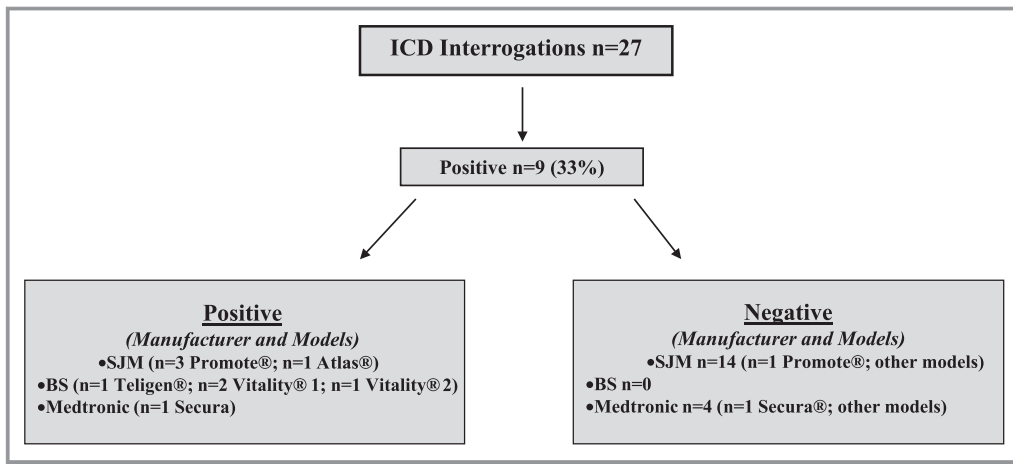 ICD Interrogations n=27
Positive n=9 (33%)
Positive
(Manufacturer and Models)
•SJM (n=3 Promote®; n=1 Atlas®)
•BS (n=1 Teligen®; n=2 Vitality® 1; n=1 Vitality® 2)
•Medtronic (n=1 Secura)
Negative
(Manufacturer and Models)
•SJM n=14 (n=1 Promote®; other models)
•BS n=0
•Medtronic n=4 (n=1 Secura®; other models)